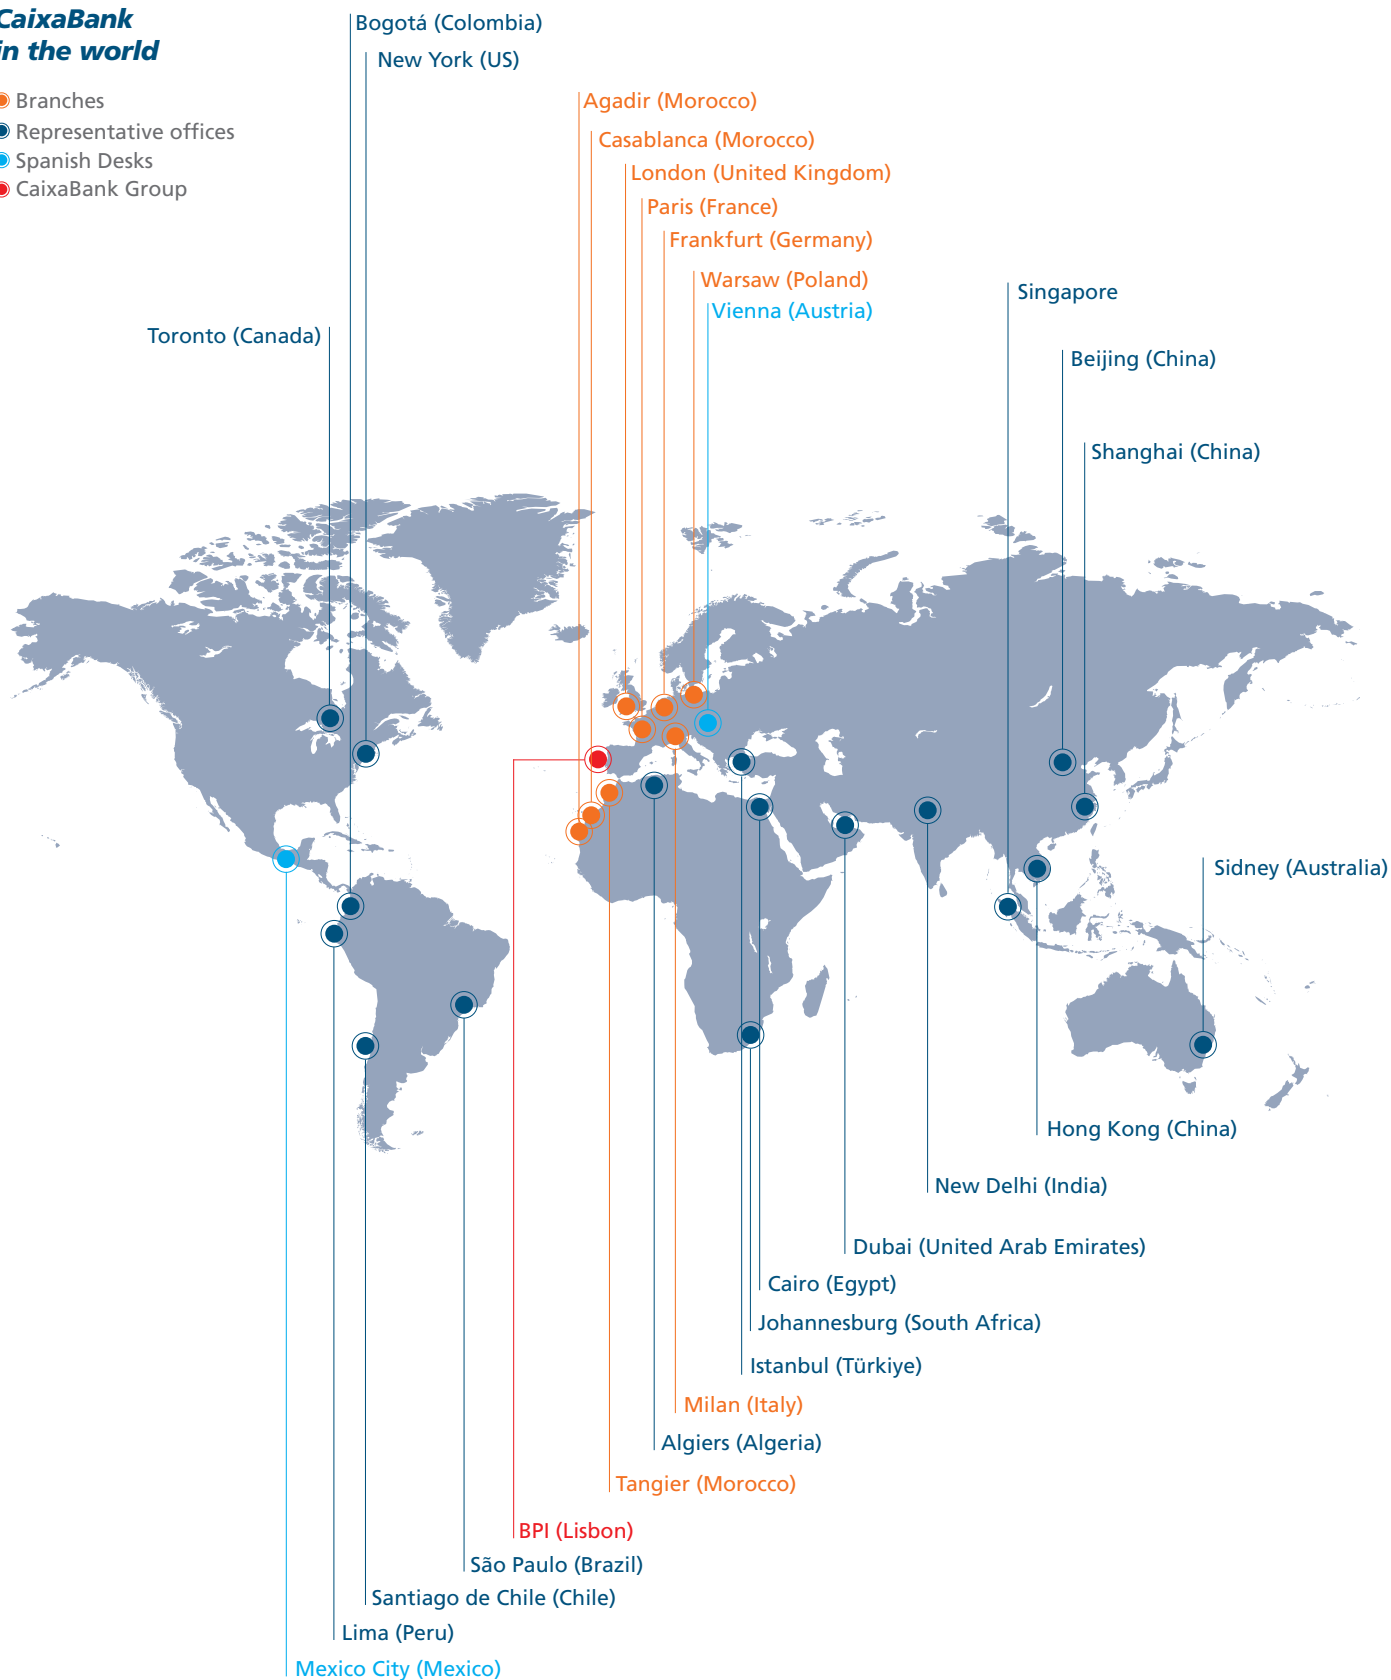 CaixaBank
in the world
Branches
Representative offices
Spanish Desks
CaixaBank Group
Bogotá (Colombia)
New York (US)
Agadir (Morocco)
Casablanca (Morocco)
London (United Kingdom)
Paris (France)
Frankfurt (Germany)
Warsaw (Poland)
Singapore
Vienna (Austria)
Toronto (Canada)
Beijing (China)
Shanghai (China)
Sidney (Australia)
Hong Kong (China)
New Delhi (India)
Dubai (United Arab Emirates)
Cairo (Egypt)
Johannesburg (South Africa)
Istanbul (Türkiye)
Milan (Italy)
Algiers (Algeria)
Tangier (Morocco)
BPI (Lisbon)
São Paulo (Brazil)
Santiago de Chile (Chile)
Lima (Peru)
Mexico City (Mexico)